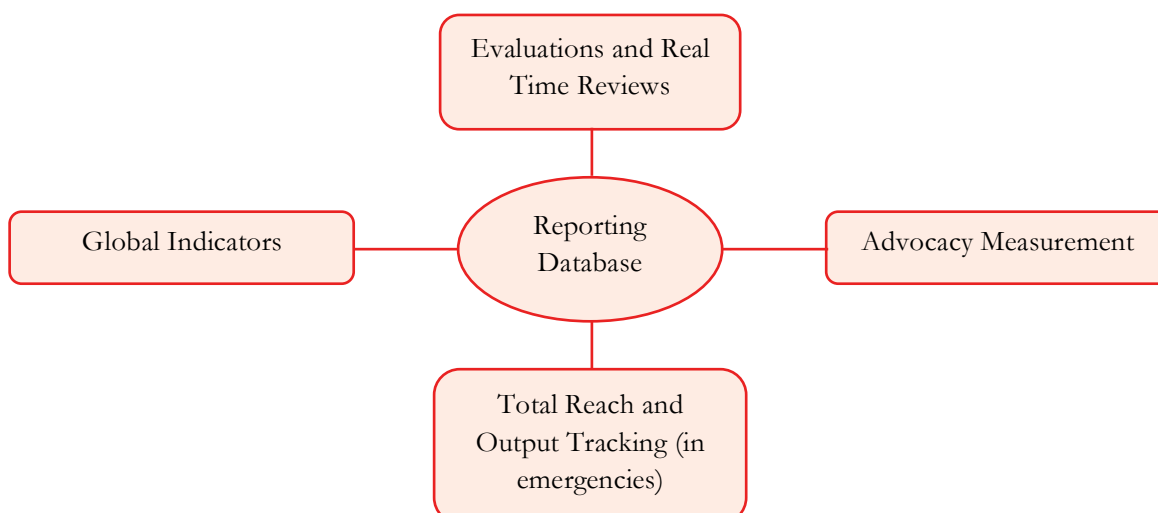 Evaluations and Real
Time Reviews
Global Indicators
Reporting
Database
Advocacy Measurement
Total Reach and
Output Tracking (in
emergencies)